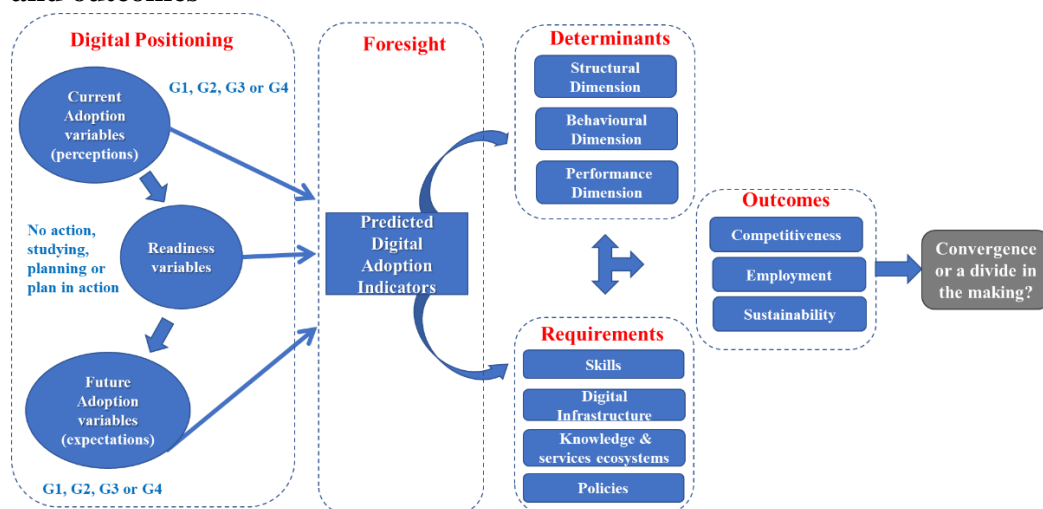 and outcomes
Digital Positioning
G1, G2, G3 or G4
Current
Adoption
variables
(perceptions)
No action,
studying,
planning or
plan in action
Readiness
variables
Future
Adoption
variables
(expectations)
G1, G2, G3 or G4
Foresight
Predicted
Digital
Adoption
Indicators
Determinants
Structural
Dimension
Behavioural
Dimension
Performance
Dimension
Requirements
Skills
Digital
Infrastructure
Knowledge &
services ecosystems
Policies
Outcomes
Competitiveness
Employment
Sustainability
Convergence
or a divide in
the making?